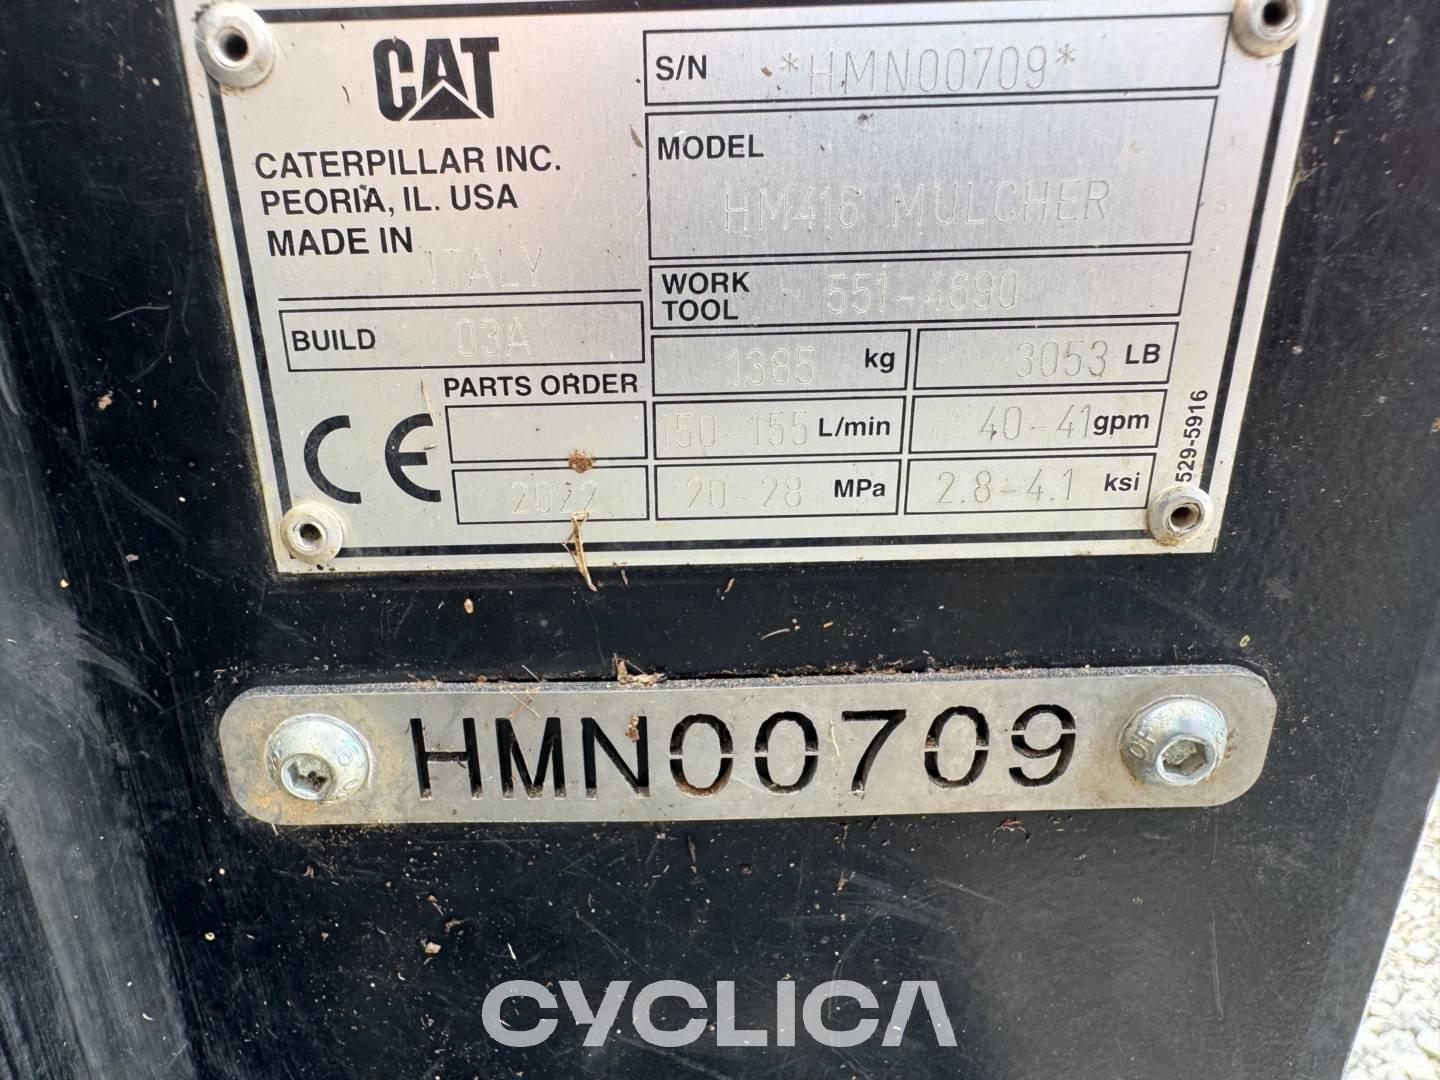 CAT
CATERPILLAR INC.
PEORIA, IL. USA
MADE IN ITALY
BUILD 03A
PARTS ORDER
CE
2022
S/N *HMN00709*
MODEL
HM416 MULCHER
WORK TOOL 551-4690
1385 kg 3053 LB
150-155 L/min 40-41 gpm
20-28 MPa 2.8-4.1 ksi
529-5916
HMN00709
CYCLICA